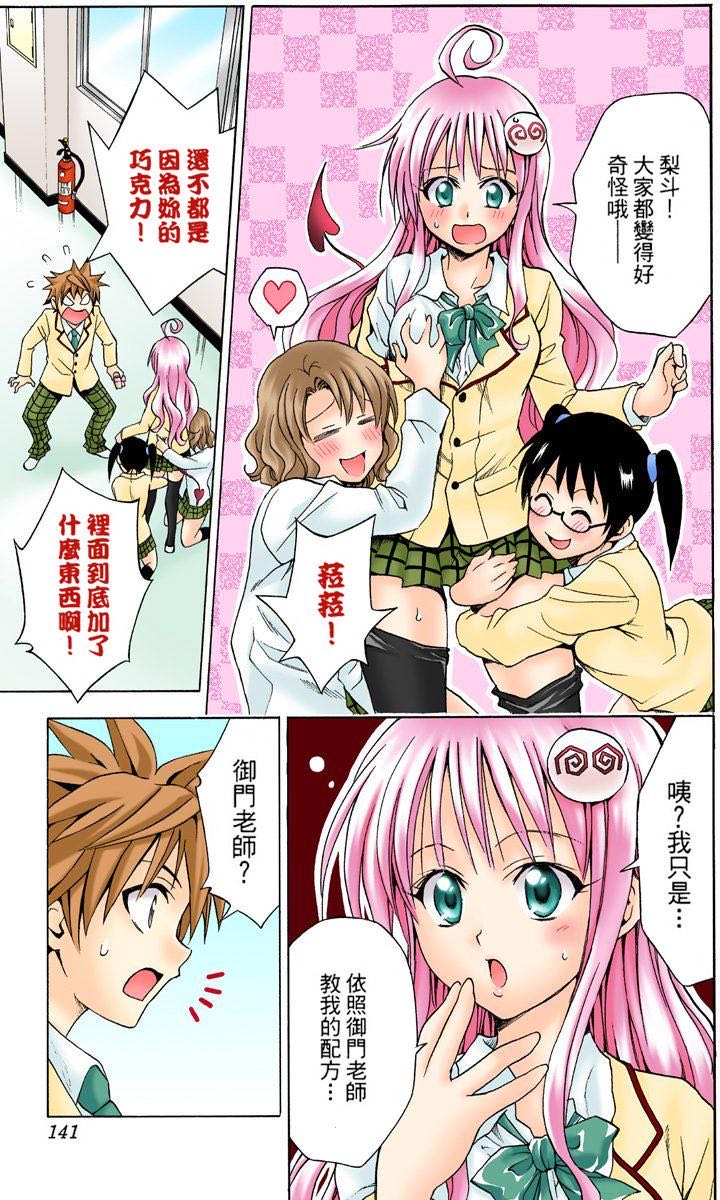 梨斗！
大家都變得好
奇怪哦——
菈菈！
還不都是
因為妳的
巧克力！
裡面到底加了
什麼東西啊！
咦？我只是…
依照御門老師
教我的配方…
御門老師？
141